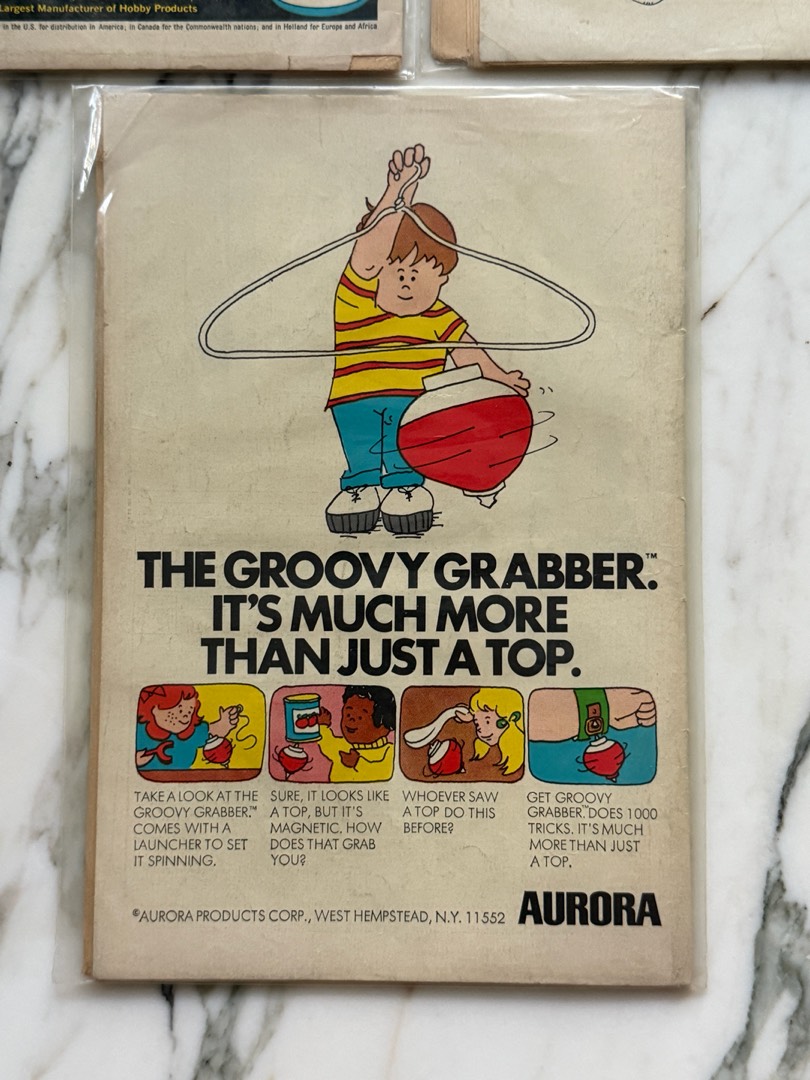 Largest Manufacturer of Hobby Products
in the U.S. for distribution in America, in Canada for the Commonwealth nations, and in Holland for Europe and Africa
THE GROOVY GRABBER.™
IT'S MUCH MORE
THAN JUST A TOP.
TAKE A LOOK AT THE
GROOVY GRABBER.™
COMES WITH A
LAUNCHER TO SET
IT SPINNING.
SURE, IT LOOKS LIKE
A TOP, BUT IT'S
MAGNETIC. HOW
DOES THAT GRAB
YOU?
WHOEVER SAW
A TOP DO THIS
BEFORE?
GET GROOVY
GRABBER.™ DOES 1000
TRICKS. IT'S MUCH
MORE THAN JUST
A TOP.
©AURORA PRODUCTS CORP., WEST HEMPSTEAD, N.Y. 11552
AURORA